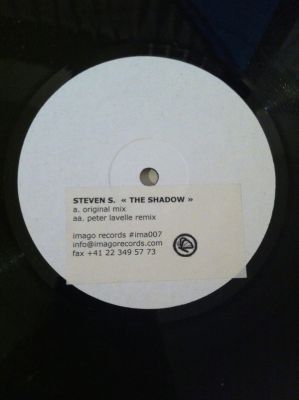 STEVEN S. « THE SHADOW »
a. original mix
aa. peter lavelle remix
imago records #ima007
info@imagorecords.com
fax +41 22 349 57 73